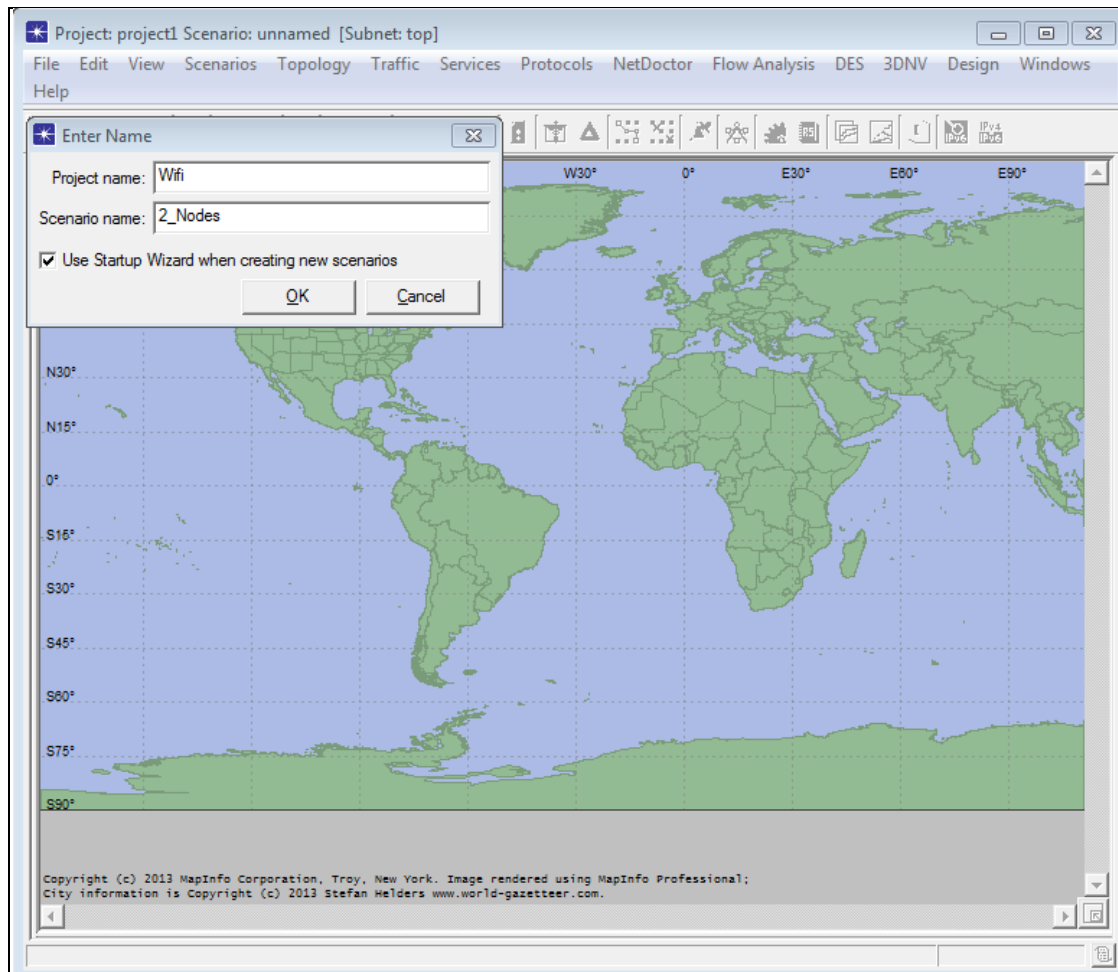 Project: project1 Scenario: unnamed [Subnet: top]
File Edit View Scenarios Topology Traffic Services Protocols NetDoctor Flow Analysis DES 3DNV Design Windows
Help
Enter Name
Project name: Wifi
Scenario name: 2_Nodes
Use Startup Wizard when creating new scenarios
OK Cancel
W30° 0° E30° E60° E90°
N30°
N15°
0°
S15°
S30°
S45°
S60°
S75°
S90°
Copyright (c) 2013 MapInfo Corporation, Troy, New York. Image rendered using MapInfo Professional;
City information is Copyright (c) 2013 Stefan Helders www.world-gazetteer.com.